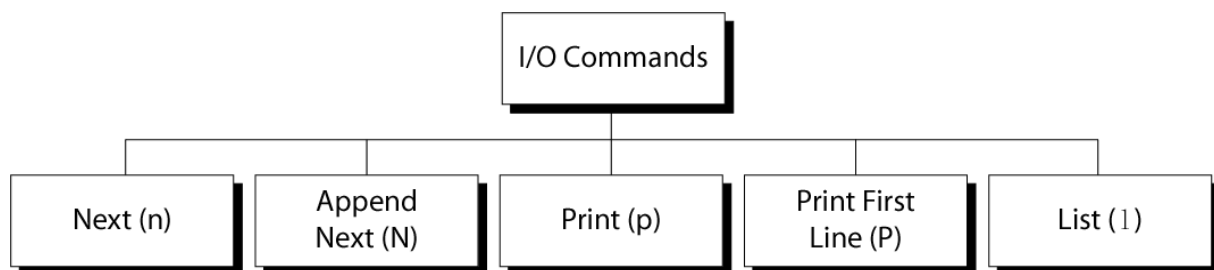 I/O Commands
Next (n)
Append
Next (N)
Print (p)
Print First
Line (P)
List (1)